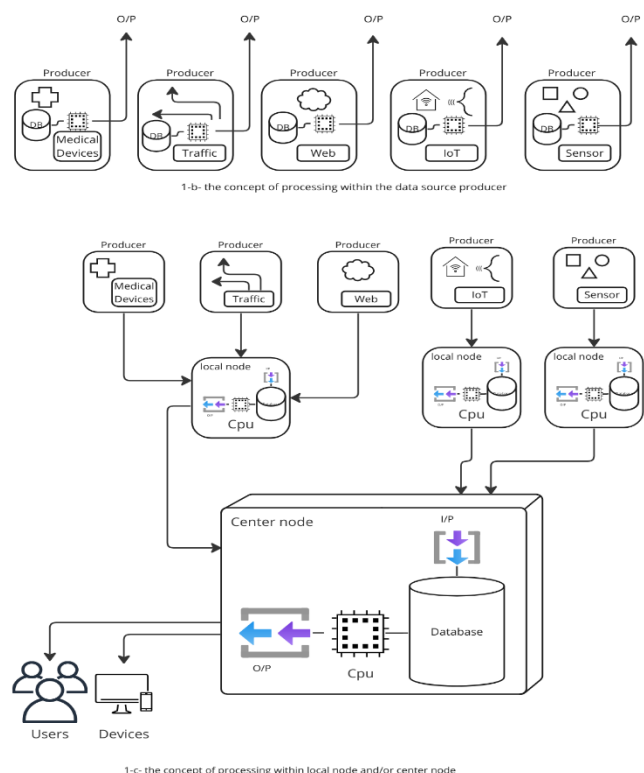 O/P O/P O/P O/P O/P
Producer Producer Producer Producer Producer
DB DB DB DB DB
Medical
Devices
Traffic Web IoT Sensor
1-b- the concept of processing within the data source producer
Producer Producer Producer Producer Producer
Medical
Devices
Traffic Web IoT Sensor
local node local node local node
I/P I/P I/P
O/P O/P O/P
Cpu Cpu Cpu
Center node
I/P
Database
O/P
Cpu
Users Devices
1-c- the concept of processing within local node and/or center node